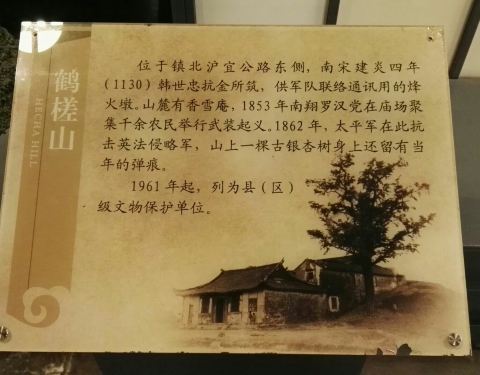 鹤槎山
HECHA HILL
位于镇北沪宜公路东侧，南宋建炎四年
（1130）韩世忠抗金所筑，供军队联络通讯用的烽
火墩。山麓有香雪庵，1853年南翔罗汉党在庙场聚
集千余农民举行武装起义。1862年，太平军在此抗
击英法侵略军，山上一棵古银杏树身上还留有当
年的弹痕。
1961年起，列为县（区）
级文物保护单位。